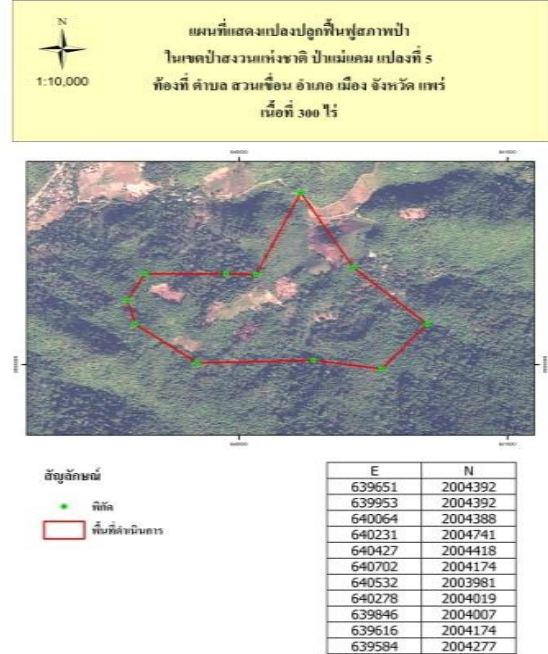 N
1:10,000
แผนที่แสดงแปลงปลูกฟื้นฟูสภาพป่า
ในเขตป่าสงวนแห่งชาติ ป่าแม่แคม แปลงที่ 5
ท้องที่ ตำบล สวนเขื่อน อำเภอ เมือง จังหวัด แพร่
เนื้อที่ 300 ไร่
640000 641000
640000 641000
สัญลักษณ์
พิกัด
พื้นที่ดำเนินการ
E N
639651 2004392
639953 2004392
640064 2004388
640231 2004741
640427 2004418
640702 2004174
640532 2003981
640278 2004019
639846 2004007
639616 2004174
639584 2004277